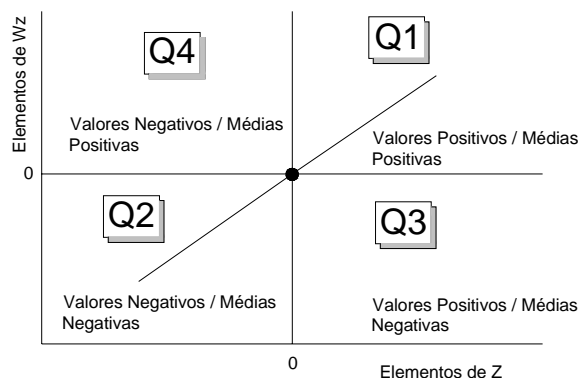 Elementos de Wz
Q4
Q1
Valores Negativos / Médias
Positivas
Valores Positivos / Médias
Positivas
0
Q2
Q3
Valores Negativos / Médias
Negativas
Valores Positivos / Médias
Negativas
0
Elementos de Z